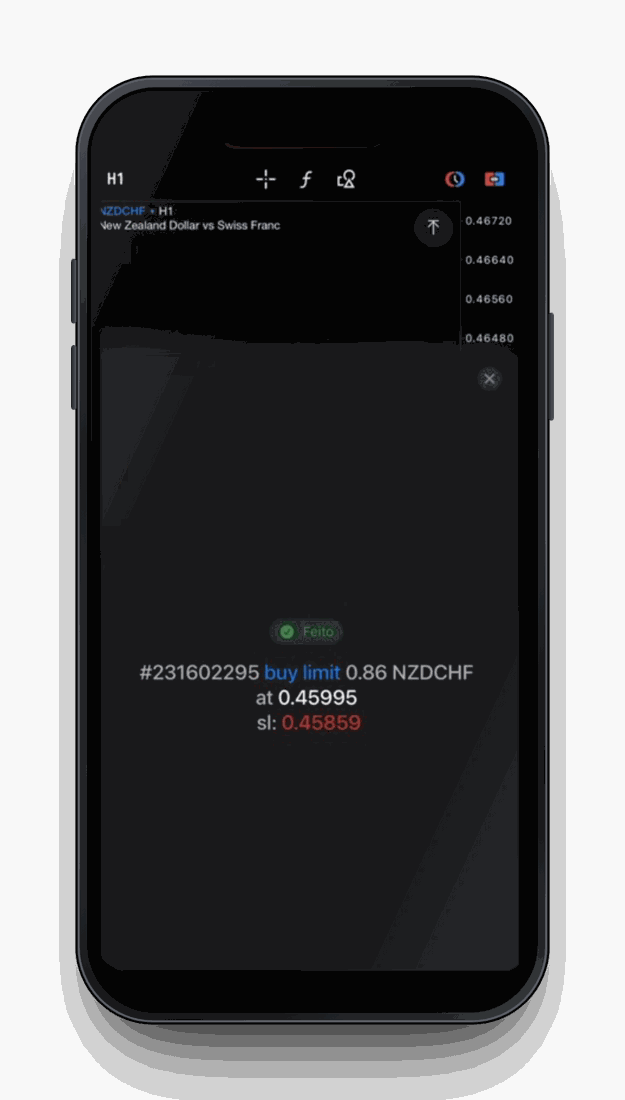 H1
NZDCHF • H1
New Zealand Dollar vs Swiss Franc
0.46720
0.46640
0.46560
0.46480
Feito
#231602295 buy limit 0.86 NZDCHF
at 0.45995
sl: 0.45859